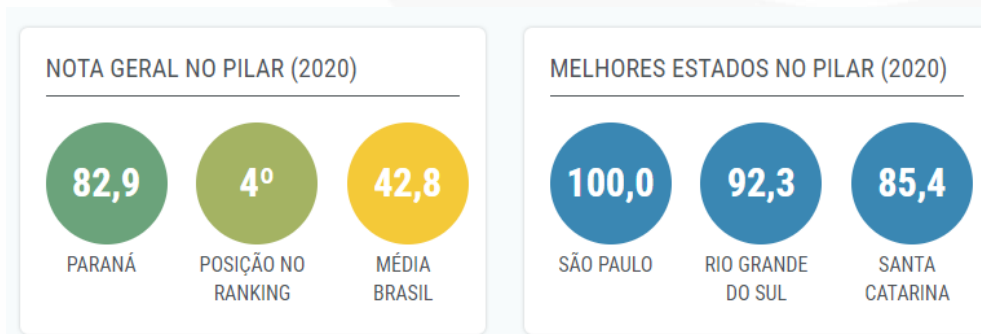 NOTA GERAL NO PILAR (2020)
82,9
4º
42,8
PARANÁ
POSIÇÃO NO
RANKING
MÉDIA
BRASIL
MELHORES ESTADOS NO PILAR (2020)
100,0
92,3
85,4
SÃO PAULO
RIO GRANDE
DO SUL
SANTA
CATARINA